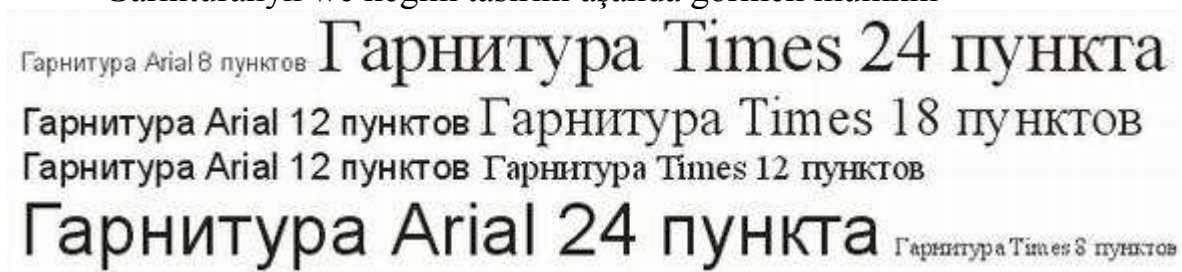 Гарнитура Arial 8 пунктов Гарнитура Times 24 пункта
Гарнитура Arial 12 пунктов Гарнитура Times 18 пунктов
Гарнитура Arial 12 пунктов Гарнитура Times 12 пунктов
Гарнитура Arial 24 пункта Гарнитура Times 8 пунктов